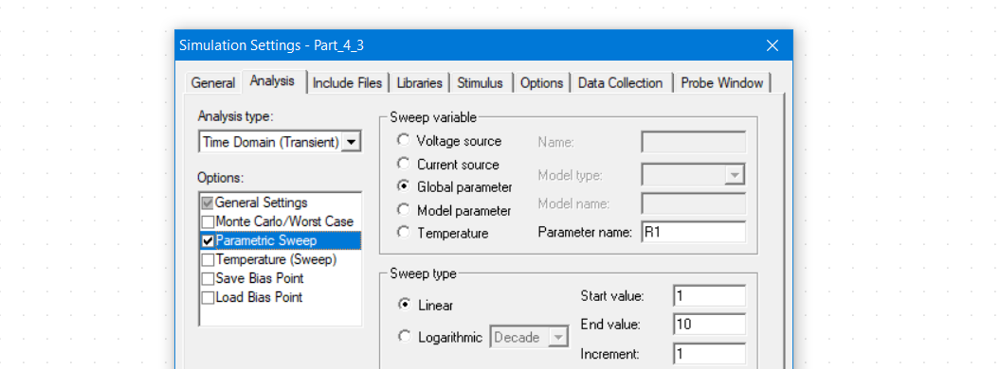 Simulation Settings - Part_4_3
General Analysis Include Files Libraries Stimulus Options Data Collection Probe Window
Analysis type:
Time Domain (Transient)
Options:
General Settings
Monte Carlo/Worst Case
Parametric Sweep
Temperature (Sweep)
Save Bias Point
Load Bias Point
Sweep variable
Voltage source
Current source
Global parameter
Model parameter
Temperature
Name:
Model type:
Model name:
Parameter name: R1
Sweep type
Linear
Logarithmic Decade
Start value: 1
End value: 10
Increment: 1